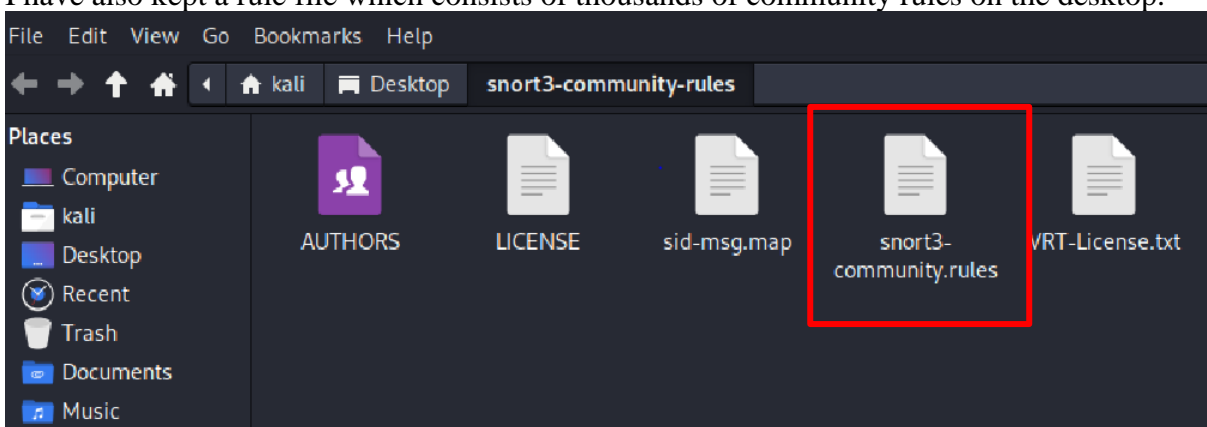 I have also kept a rule file which consists of thousands of community rules on the desktop.
File Edit View Go Bookmarks Help
kali Desktop snort3-community-rules
Places
Computer
kali
Desktop
Recent
Trash
Documents
Music
AUTHORS
LICENSE
sid-msg.map
snort3-
community.rules
VRT-License.txt